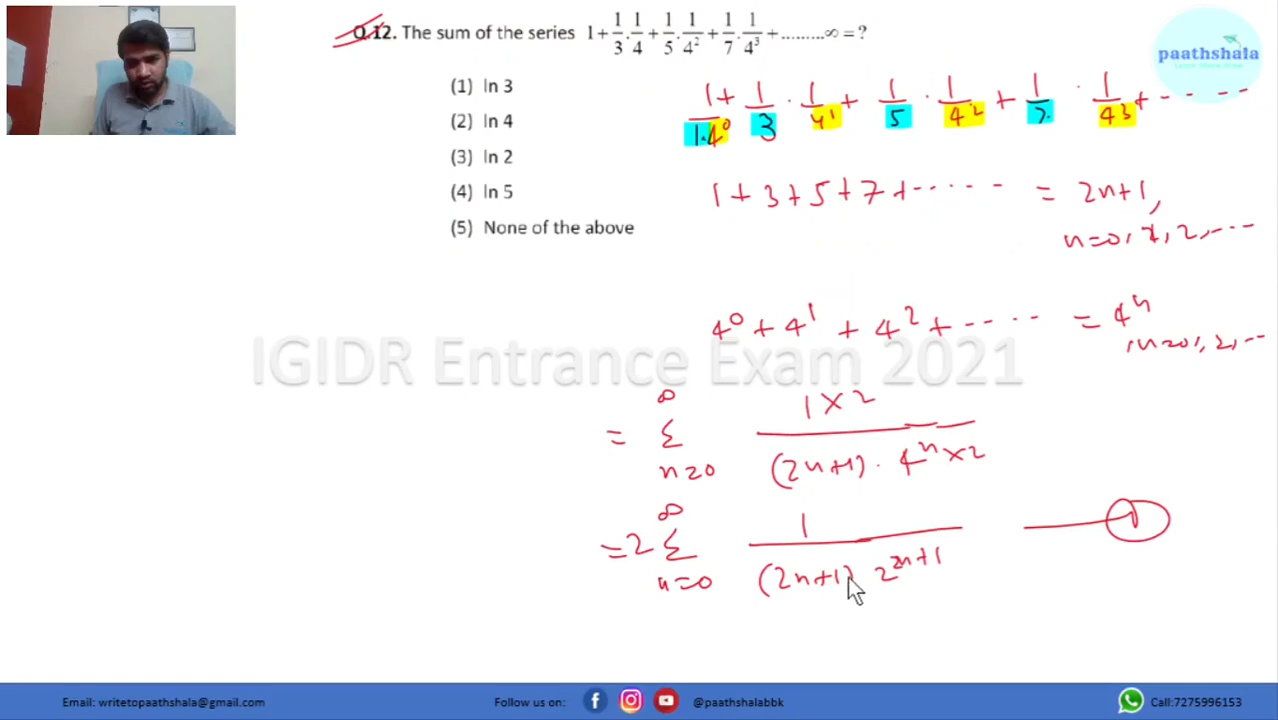 Q.12. The sum of the series 1+ 1/3 . 1/4 + 1/5 . 1/4² + 1/7 . 1/4³ + .........∞ = ?
(1) ln 3
(2) ln 4
(3) ln 2
(4) ln 5
(5) None of the above
paathshala
1/1.4⁰ + 1/3 · 1/4¹ + 1/5 · 1/4² + 1/7 · 1/4³ + - - - - -
1 + 3 + 5 + 7 + ------ = 2n+1,
n=0, 1, 2, ---
4⁰ + 4¹ + 4² + ----- = 4ⁿ
, n=0, 1, 2, --
IGIDR Entrance Exam 2021
= ∞ Σ n=0 1×2 / (2n+1) · 4ⁿ×2
= 2 ∞ Σ n=0 1 / (2n+1) 2²ⁿ⁺¹ —— 1
Email: writetopaathshala@gmail.com
Follow us on:
@paathshalabbk
Call:7275996153